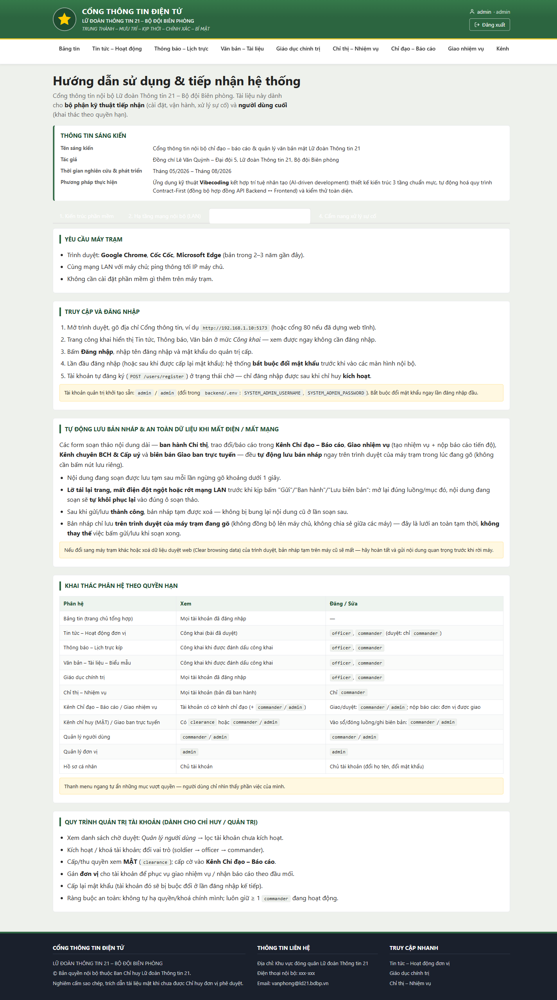 CỔNG THÔNG TIN ĐIỆN TỬ
LỮ ĐOÀN THÔNG TIN 21 – BỘ ĐỘI BIÊN PHÒNG
TRUNG THÀNH – MƯU TRÍ – KỊP THỜI – CHÍNH XÁC – BÍ MẬT
admin · admin
Đăng xuất
Bảng tin
Tin tức – Hoạt động
Thông báo – Lịch trực
Văn bản – Tài liệu
Giáo dục chính trị
Chỉ thị – Nhiệm vụ
Chỉ đạo – Báo cáo
Giao nhiệm vụ
Kênh
Hướng dẫn sử dụng & tiếp nhận hệ thống
Cổng thông tin nội bộ Lữ đoàn Thông tin 21 – Bộ đội Biên phòng. Tài liệu này dành
cho bộ phận kỹ thuật tiếp nhận (cài đặt, vận hành, xử lý sự cố) và người dùng cuối
(khai thác theo quyền hạn).
THÔNG TIN SÁNG KIẾN
Tên sáng kiến Cổng thông tin nội bộ chỉ đạo – báo cáo & quản lý văn bản mật Lữ đoàn Thông tin 21
Tác giả Đồng chí Lê Văn Quỳnh – Đại đội 5, Lữ đoàn Thông tin 21, Bộ đội Biên phòng
Thời gian nghiên cứu & phát triển Tháng 05/2026 – Tháng 08/2026
Phương pháp thực hiện Ứng dụng kỹ thuật Vibecoding kết hợp trí tuệ nhân tạo (AI-driven development): thiết kế kiến trúc 3 tầng chuẩn mực, tự động hoá quy trình
Contract-First (đồng bộ hợp đồng API Backend ↔ Frontend) và kiểm thử toàn diện.
1. Kiến trúc phần mềm
2. Hạ tầng mạng nội bộ (LAN)
4. Cẩm nang xử lý sự cố
YÊU CẦU MÁY TRẠM
• Trình duyệt: Google Chrome, Cốc Cốc, Microsoft Edge (bản trong 2–3 năm gần đây).
• Cùng mạng LAN với máy chủ; ping thông tới IP máy chủ.
• Không cần cài đặt phần mềm gì thêm trên máy trạm.
TRUY CẬP VÀ ĐĂNG NHẬP
1. Mở trình duyệt, gõ địa chỉ Cổng thông tin, ví dụ http://192.168.1.10:5173 (hoặc cổng 80 nếu đã dựng web tĩnh).
2. Trang công khai hiển thị Tin tức, Thông báo, Văn bản ở mức Công khai — xem được ngay không cần đăng nhập.
3. Bấm Đăng nhập, nhập tên đăng nhập và mật khẩu do quản trị cấp.
4. Lần đầu đăng nhập (hoặc sau khi được cấp lại mật khẩu): hệ thống bắt buộc đổi mật khẩu trước khi vào các màn hình nội bộ.
5. Tài khoản tự đăng ký (POST /users/register) ở trạng thái chờ — chỉ đăng nhập được sau khi chỉ huy kích hoạt.
Tài khoản quản trị khởi tạo sẵn: admin / admin (đổi trong backend/.env: SYSTEM_ADMIN_USERNAME, SYSTEM_ADMIN_PASSWORD). Bắt buộc đổi mật khẩu ngay lần đăng nhập đầu.
TỰ ĐỘNG LƯU BẢN NHÁP & AN TOÀN DỮ LIỆU KHI MẤT ĐIỆN / MẤT MẠNG
Các form soạn thảo nội dung dài — ban hành Chỉ thị, trao đổi/báo cáo trong Kênh Chỉ đạo – Báo cáo, Giao nhiệm vụ (tạo nhiệm vụ + nộp báo cáo tiến độ),
Kênh chuyên BCH & Cấp uỷ và biên bản Giao ban trực tuyến — đều tự động lưu bản nháp ngay trên trình duyệt của máy trạm trong lúc đang gõ (không
cần bấm nút lưu riêng).
• Nội dung đang soạn được lưu tạm sau mỗi lần ngừng gõ khoảng dưới 1 giây.
• Lỡ tải lại trang, mất điện đột ngột hoặc rớt mạng LAN trước khi kịp bấm "Gửi"/"Ban hành"/"Lưu biên bản": mở lại đúng luồng/mục đó, nội dung đang
soạn sẽ tự khôi phục lại vào đúng ô soạn thảo.
• Sau khi gửi/lưu thành công, bản nháp tạm được xoá — không bị bung lại nội dung cũ ở lần soạn sau.
• Bản nháp chỉ lưu trên trình duyệt của máy trạm đang gõ (không đồng bộ lên máy chủ, không chia sẻ giữa các máy) — đây là lưới an toàn tạm thời, không
thay thế việc bấm gửi/lưu khi soạn xong.
Nếu đổi sang máy trạm khác hoặc xoá dữ liệu duyệt web (Clear browsing data) của trình duyệt, bản nháp tạm trên máy cũ sẽ mất — hãy hoàn tất và gửi nội dung quan trọng trước khi rời máy.
KHAI THÁC PHÂN HỆ THEO QUYỀN HẠN
Phân hệ Xem Đăng / Sửa
Bảng tin (trang chủ tổng hợp) Mọi tài khoản đã đăng nhập —
Tin tức – Hoạt động đơn vị Công khai (bài đã duyệt) officer, commander (duyệt: chỉ commander)
Thông báo – Lịch trực kíp Công khai khi được đánh dấu công khai officer, commander
Văn bản – Tài liệu – Biểu mẫu Công khai khi được đánh dấu công khai officer, commander
Giáo dục chính trị Mọi tài khoản đã đăng nhập officer, commander
Chỉ thị – Nhiệm vụ Mọi tài khoản (bản đã ban hành) Chỉ commander
Kênh Chỉ đạo – Báo cáo / Giao nhiệm vụ Tài khoản có cờ kênh chỉ đạo (+ commander/admin) Giao/duyệt: commander/admin; nộp báo cáo: đơn vị được giao
Kênh chỉ huy (MẬT) / Giao ban trực tuyến Có clearance hoặc commander/admin Vào sổ/đóng luồng/ghi biên bản: commander/admin
Quản lý người dùng commander/admin commander/admin
Quản lý đơn vị admin admin
Hồ sơ cá nhân Chủ tài khoản Chủ tài khoản (đổi họ tên, đổi mật khẩu)
Thanh menu ngang tự ẩn những mục vượt quyền — người dùng chỉ nhìn thấy phần việc của mình.
QUY TRÌNH QUẢN TRỊ TÀI KHOẢN (DÀNH CHO CHỈ HUY / QUẢN TRỊ)
• Xem danh sách chờ duyệt: Quản lý người dùng → lọc tài khoản chưa kích hoạt.
• Kích hoạt / khoá tài khoản; đổi vai trò (soldier → officer → commander).
• Cấp/thu quyền xem MẬT (clearance); cấp cờ vào Kênh Chỉ đạo – Báo cáo.
• Gán đơn vị cho tài khoản để phục vụ giao nhiệm vụ / nhận báo cáo theo đầu mối.
• Cấp lại mật khẩu (tài khoản đó sẽ bị buộc đổi ở lần đăng nhập kế tiếp).
• Ràng buộc an toàn: không tự hạ quyền/khoá chính mình; luôn giữ ≥ 1 commander đang hoạt động.
CỔNG THÔNG TIN ĐIỆN TỬ
LỮ ĐOÀN THÔNG TIN 21 – BỘ ĐỘI BIÊN PHÒNG
© Bản quyền nội bộ thuộc Ban Chỉ huy Lữ đoàn Thông tin 21.
Nghiêm cấm sao chép, trích dẫn tài liệu mật khi chưa được Chỉ huy đơn vị phê duyệt.
THÔNG TIN LIÊN HỆ
Địa chỉ: Khu vực đóng quân Lữ đoàn Thông tin 21
Điện thoại nội bộ: xxx-xxx
Email: vanphong@ld21.bdbp.vn
TRUY CẬP NHANH
Tin tức – Hoạt động đơn vị
Giáo dục chính trị
Chỉ thị – Nhiệm vụ